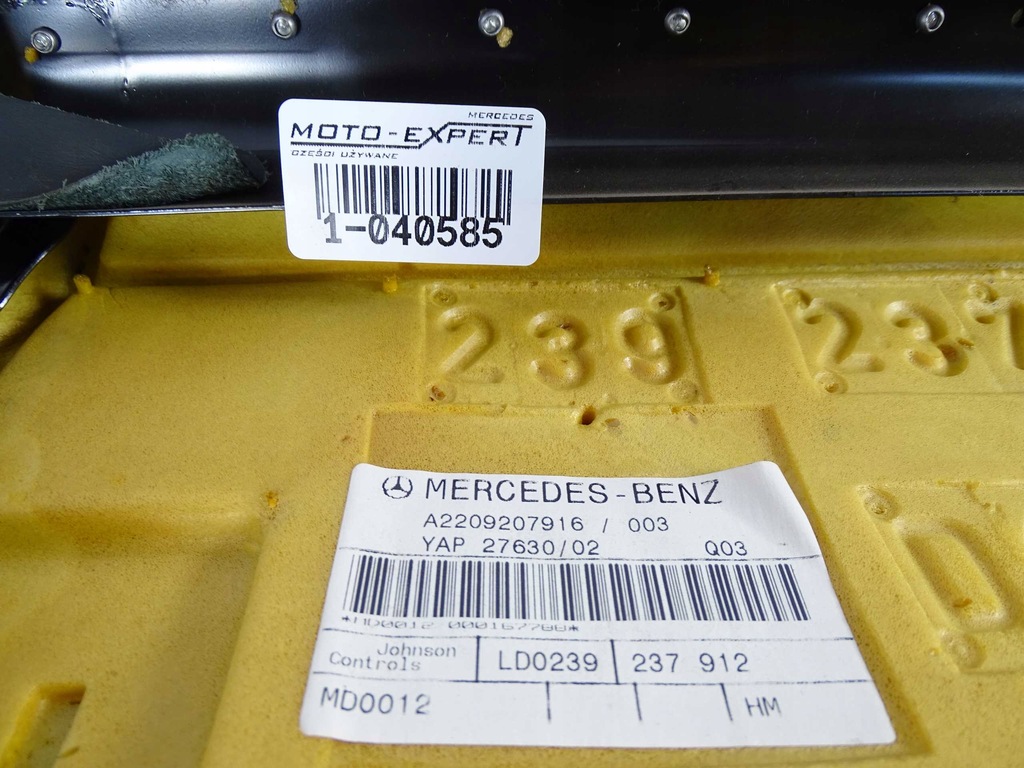 MERCEDES
MOTO-EXPERT
CZĘŚCI UŻYWANE
1-040585
239
237
MERCEDES-BENZ
A2209207916 / 003
YAP 27630/02 Q03
Johnson
Controls
LD0239 237 912
MD0012 HM